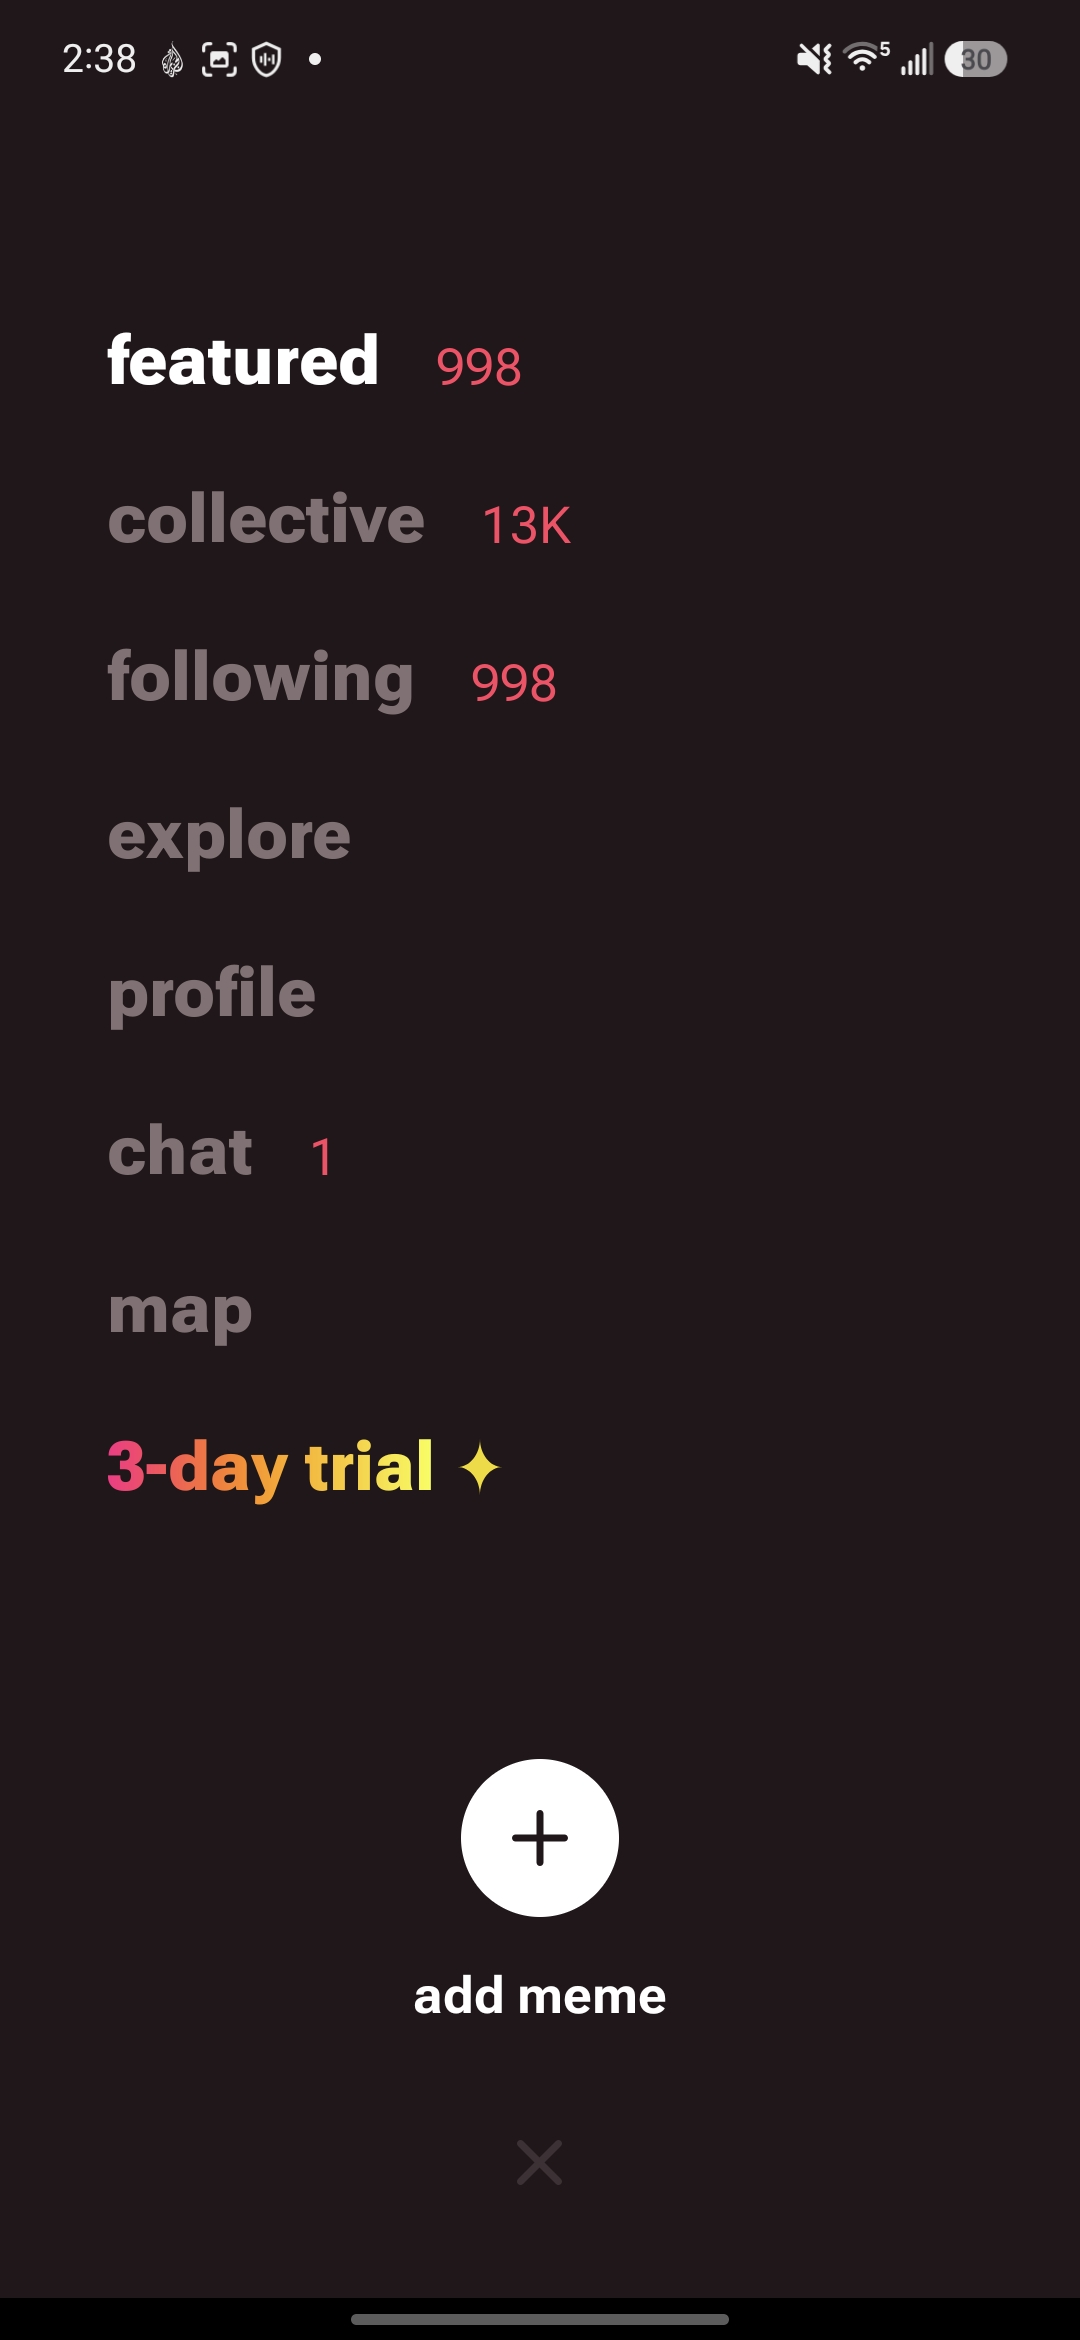 2:38
5
30
featured 998
collective 13K
following 998
explore
profile
chat 1
map
3-day trial ✦
add meme